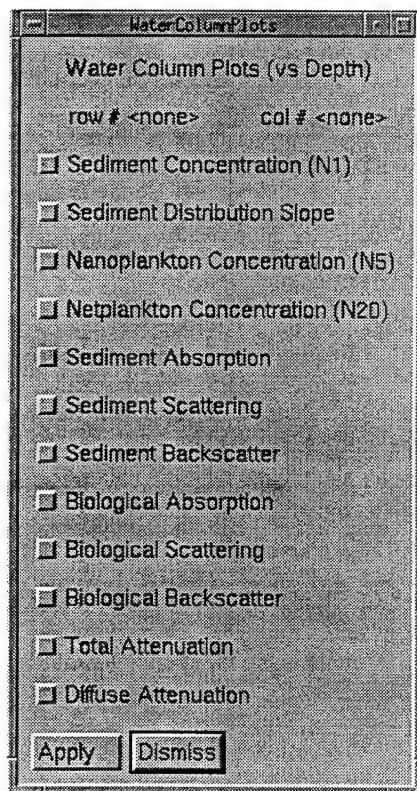 WaterColumnPlots
Water Column Plots (vs Depth)
row # <none> col # <none>
Sediment Concentration (N1)
Sediment Distribution Slope
Nanoplankton Concentration (N5)
Netplankton Concentration (N20)
Sediment Absorption
Sediment Scattering
Sediment Backscatter
Biological Absorption
Biological Scattering
Biological Backscatter
Total Attenuation
Diffuse Attenuation
Apply Dismiss